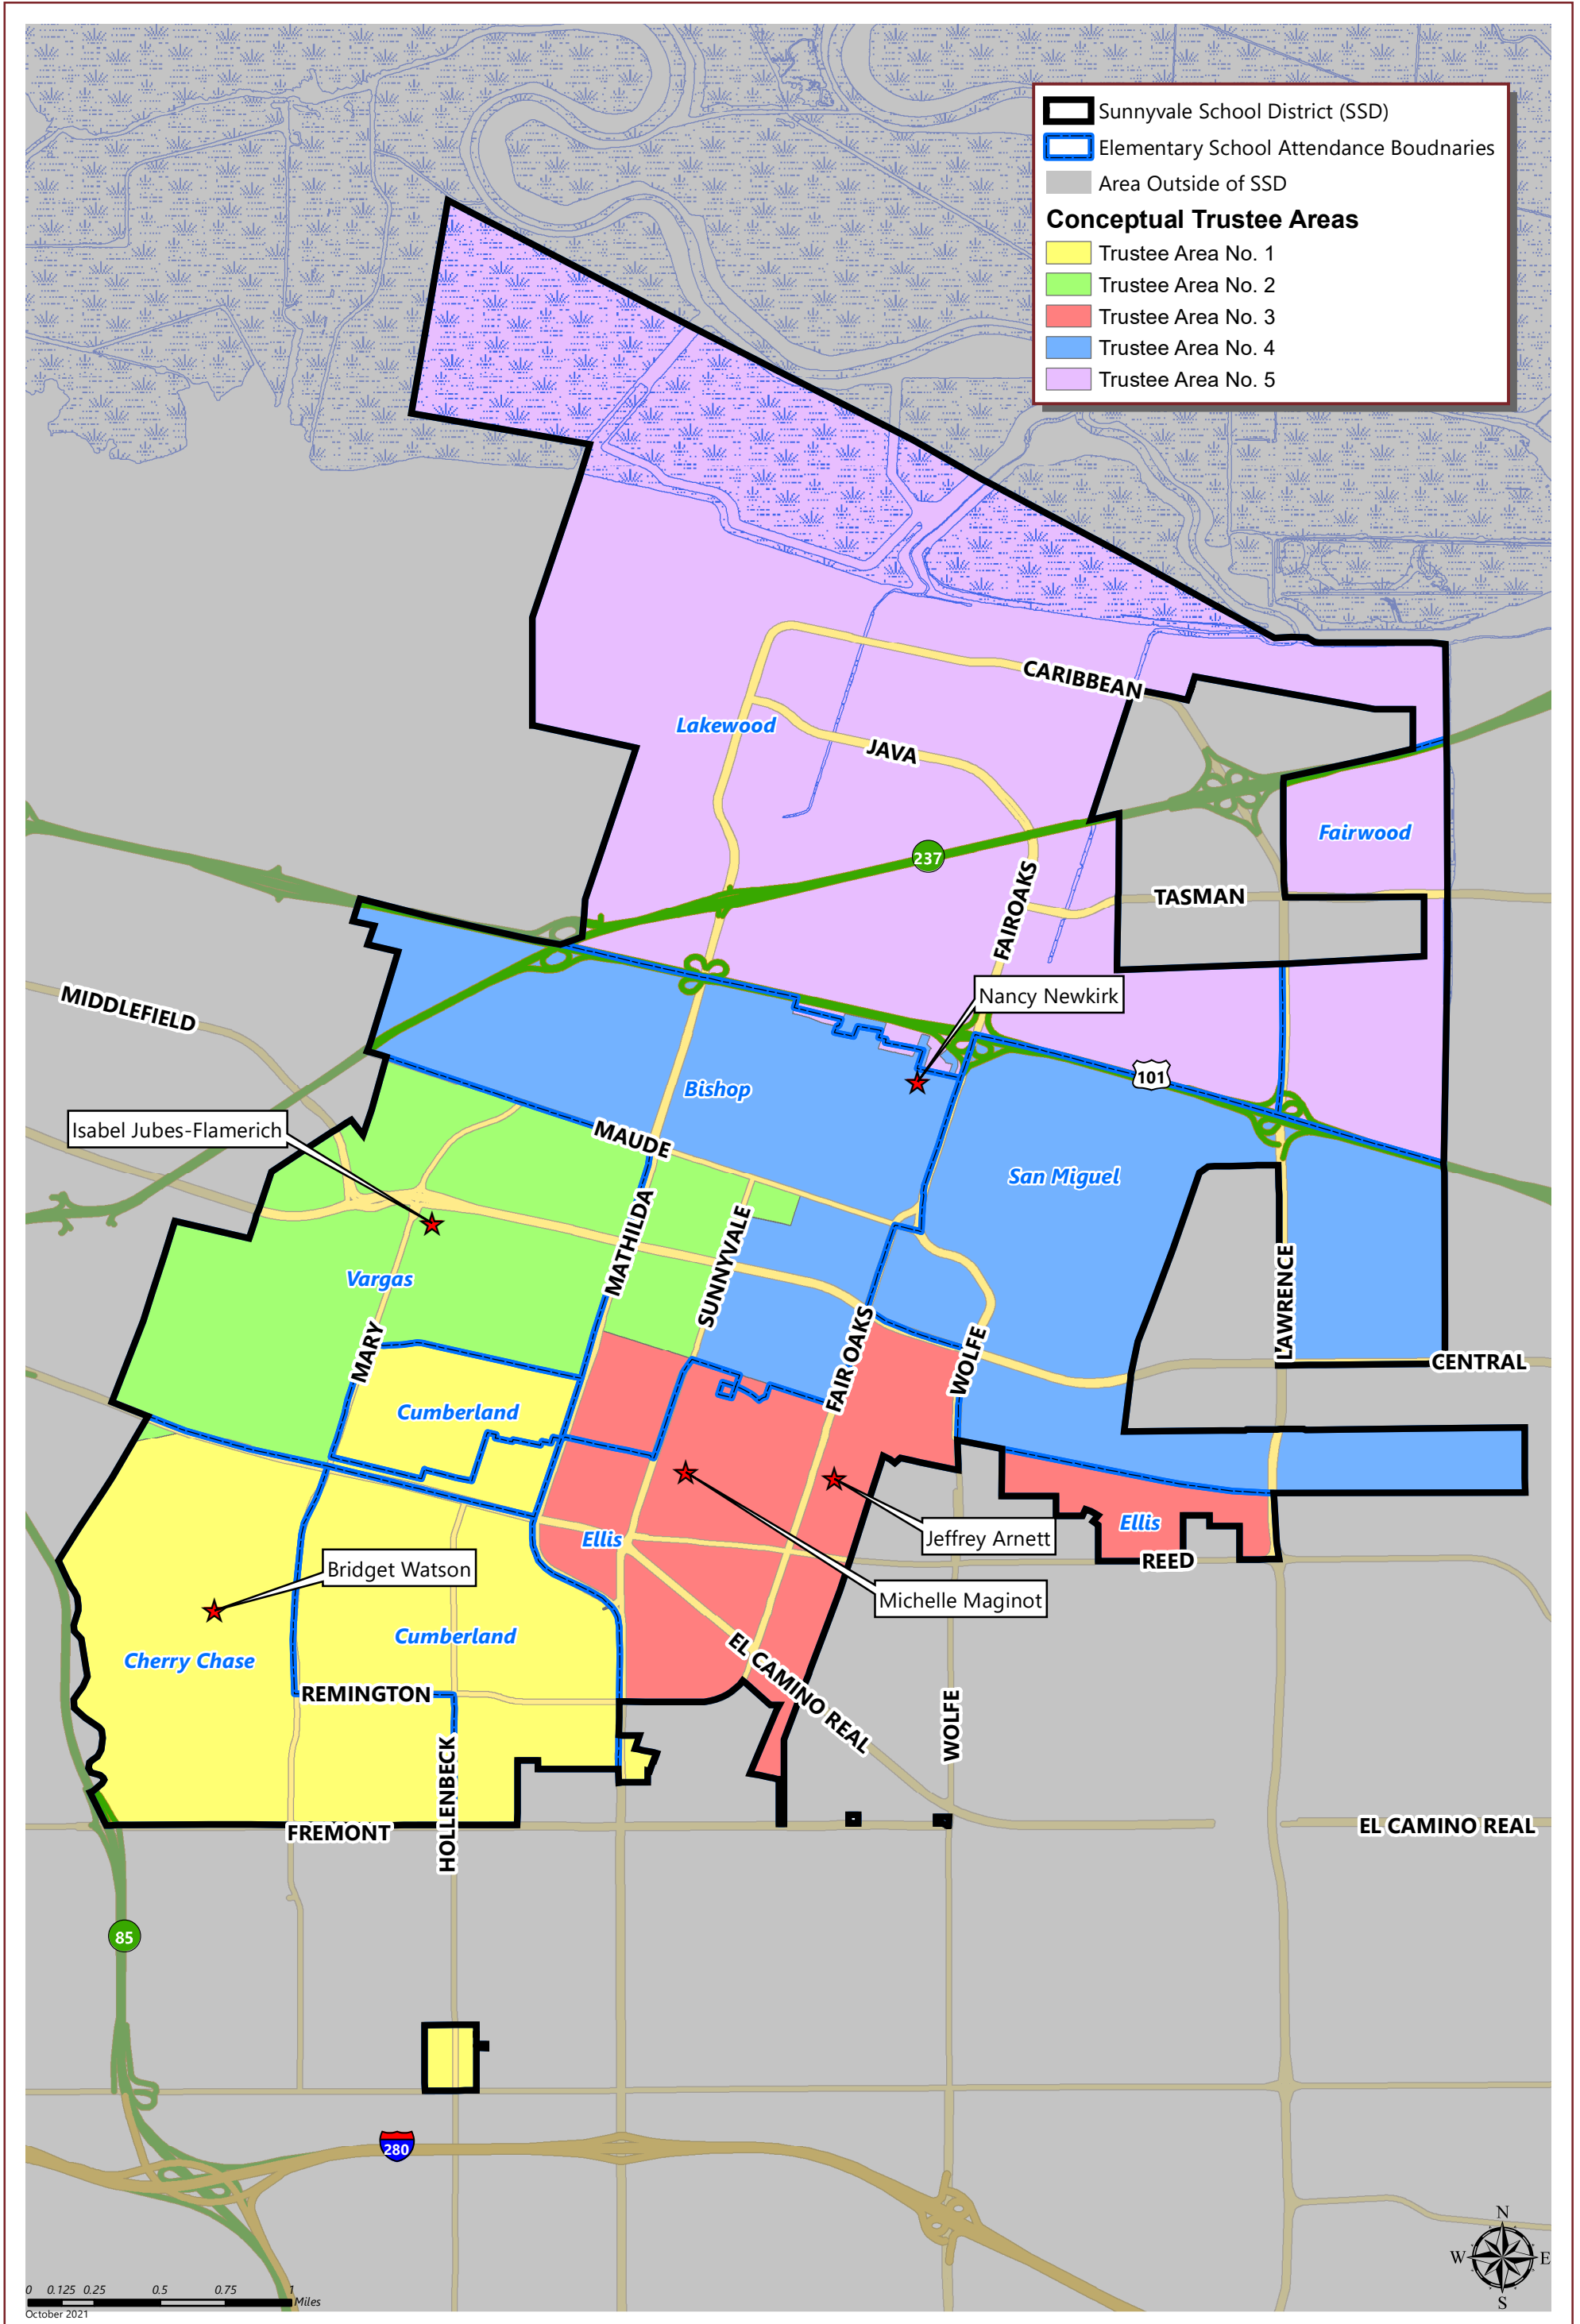 Sunnyvale School District (SSD)
Elementary School Attendance Boudnaries
Area Outside of SSD
Conceptual Trustee Areas
Trustee Area No. 1
Trustee Area No. 2
Trustee Area No. 3
Trustee Area No. 4
Trustee Area No. 5
CARIBBEAN
Lakewood
JAVA
Fairwood
237
TASMAN
FAIROAKS
MIDDLEFIELD
Nancy Newkirk
101
Bishop
Isabel Jubes-Flamerich
MAUDE
San Miguel
MATHILDA
SUNNYVALE
Vargas
LAWRENCE
MARY
FAIR OAKS
WOLFE
CENTRAL
Cumberland
Ellis
Ellis
Jeffrey Arnett
REED
Bridget Watson
Michelle Maginot
Cumberland
Cherry Chase
EL CAMINO REAL
REMINGTON
WOLFE
HOLLENBECK
FREMONT
EL CAMINO REAL
85
280
N
W E
S
0 0.125 0.25 0.5 0.75 1
Miles
October 2021